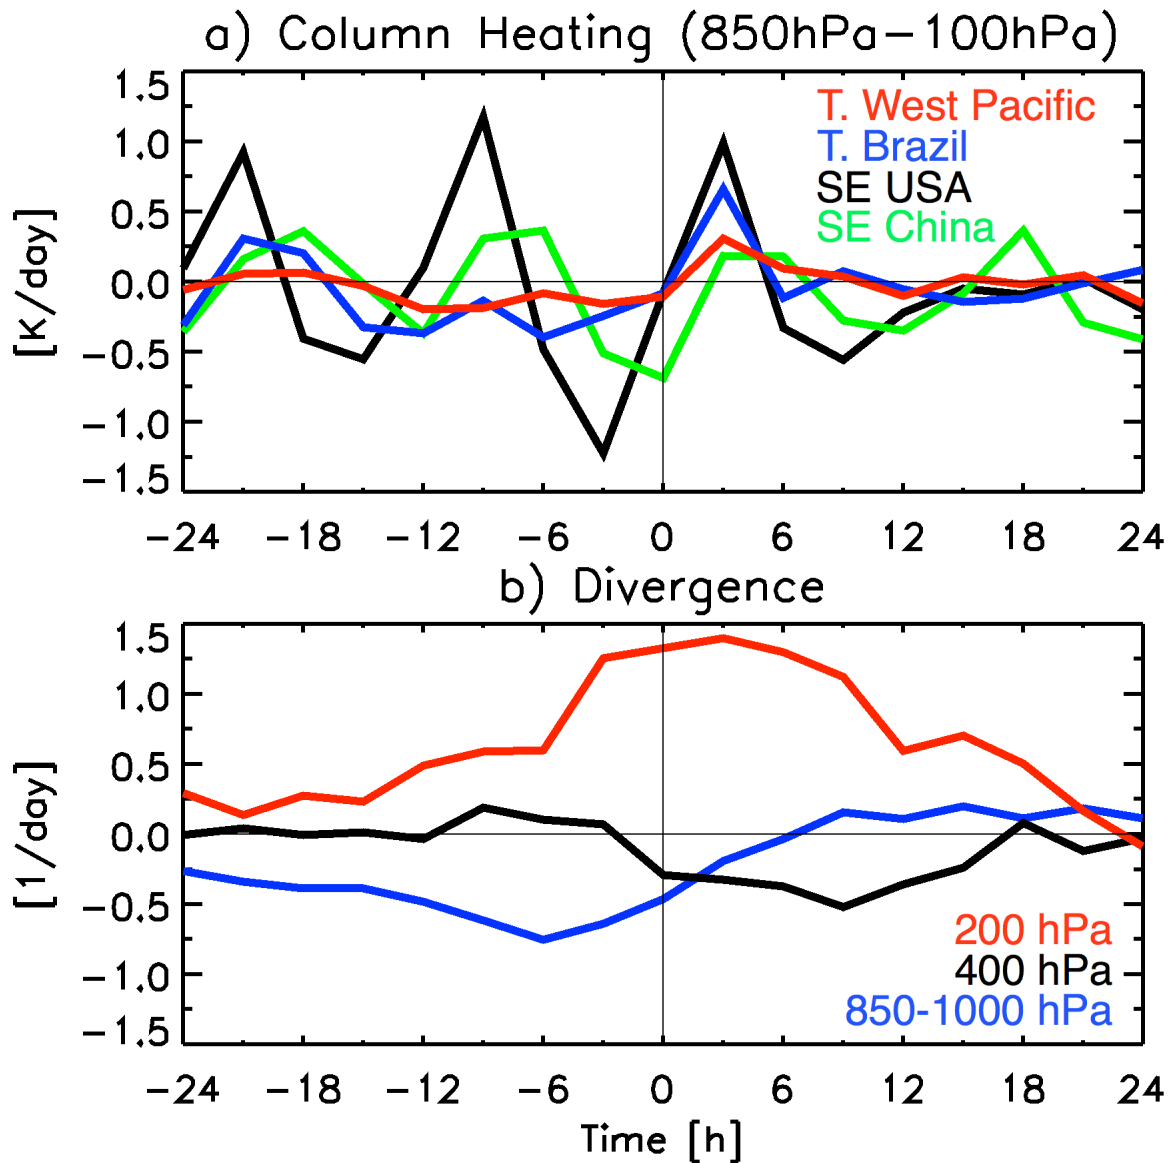 a) Column Heating (850hPa−100hPa)
1.5
1.0
0.5
0.0
−0.5
−1.0
−1.5
[K/day]
T. West Pacific
T. Brazil
SE USA
SE China
−24 −18 −12 −6 0 6 12 18 24
b) Divergence
1.5
1.0
0.5
0.0
−0.5
−1.0
−1.5
[1/day]
200 hPa
400 hPa
850-1000 hPa
−24 −18 −12 −6 0 6 12 18 24
Time [h]